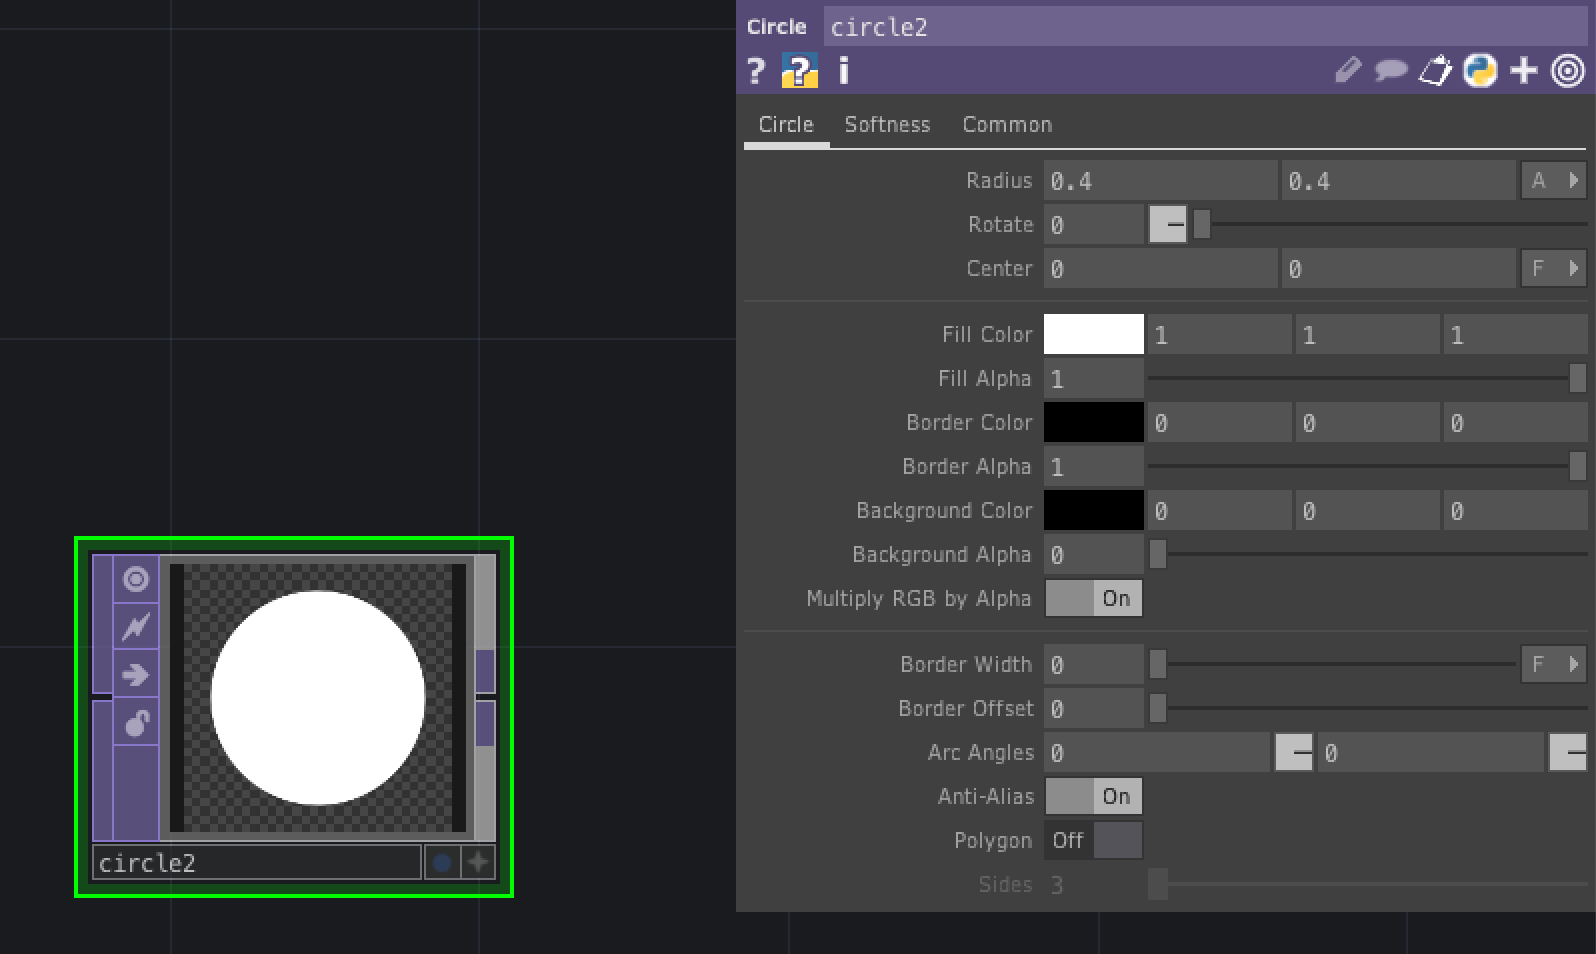 Circle circle2
? ? i
Circle Softness Common
Radius 0.4 0.4 A
Rotate 0
Center 0 0 F
Fill Color 1 1 1
Fill Alpha 1
Border Color 0 0 0
Border Alpha 1
Background Color 0 0 0
Background Alpha 0
Multiply RGB by Alpha On
Border Width 0 F
Border Offset 0
Arc Angles 0 0
Anti-Alias On
Polygon Off
Sides 3
circle2